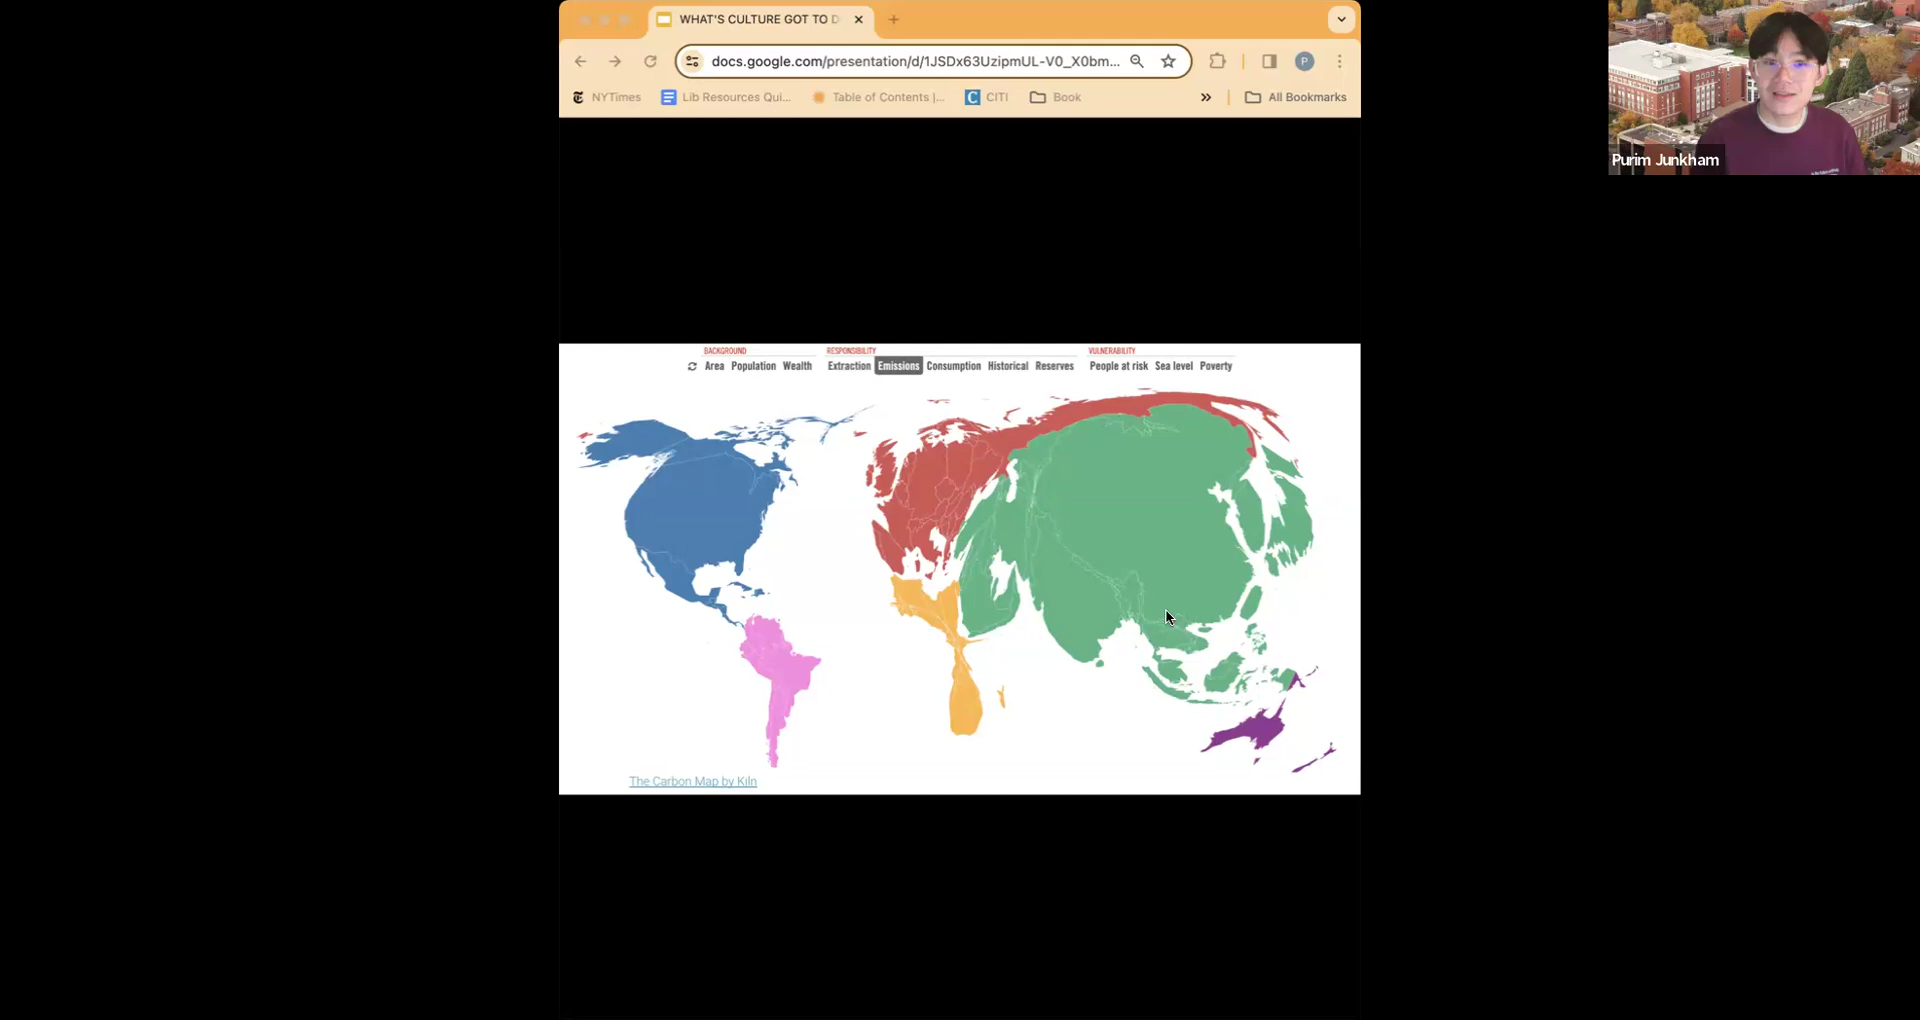 WHAT'S CULTURE GOT TO D
docs.google.com/presentation/d/1JSDx63UzipmUL-V0_X0bm...
NYTimes
Lib Resources Qui...
Table of Contents |...
CITI
Book
All Bookmarks
P
BACKGROUND
RESPONSIBILITY
VULNERABILITY
Area Population Wealth
Extraction Emissions Consumption Historical Reserves
People at risk Sea level Poverty
The Carbon Map by Kiln
Purim Junkham